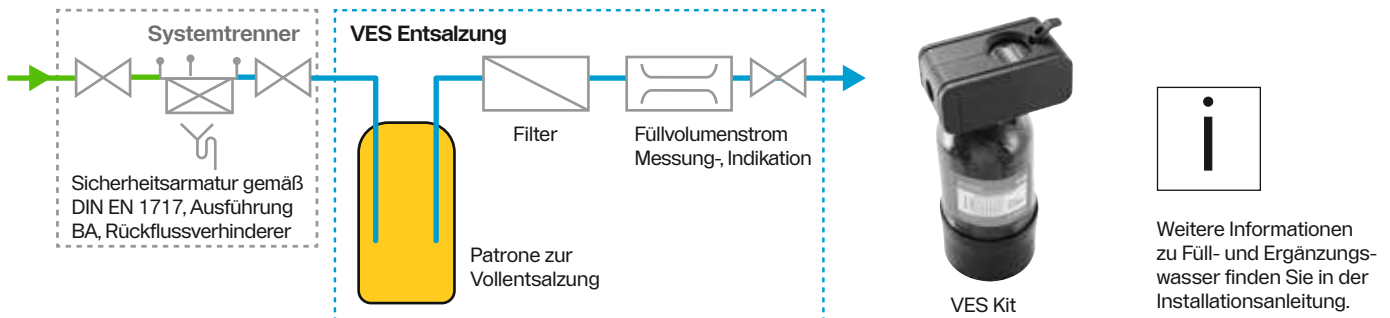 Systemtrenner
VES Entsalzung
Filter
Füllvolumenstrom
Messung-, Indikation
Sicherheitsarmatur gemäß
DIN EN 1717, Ausführung
BA, Rückflussverhinderer
Patrone zur
Vollentsalzung
VES Kit
i
Weitere Informationen
zu Füll- und Ergänzungs-
wasser finden Sie in der
Installationsanleitung.